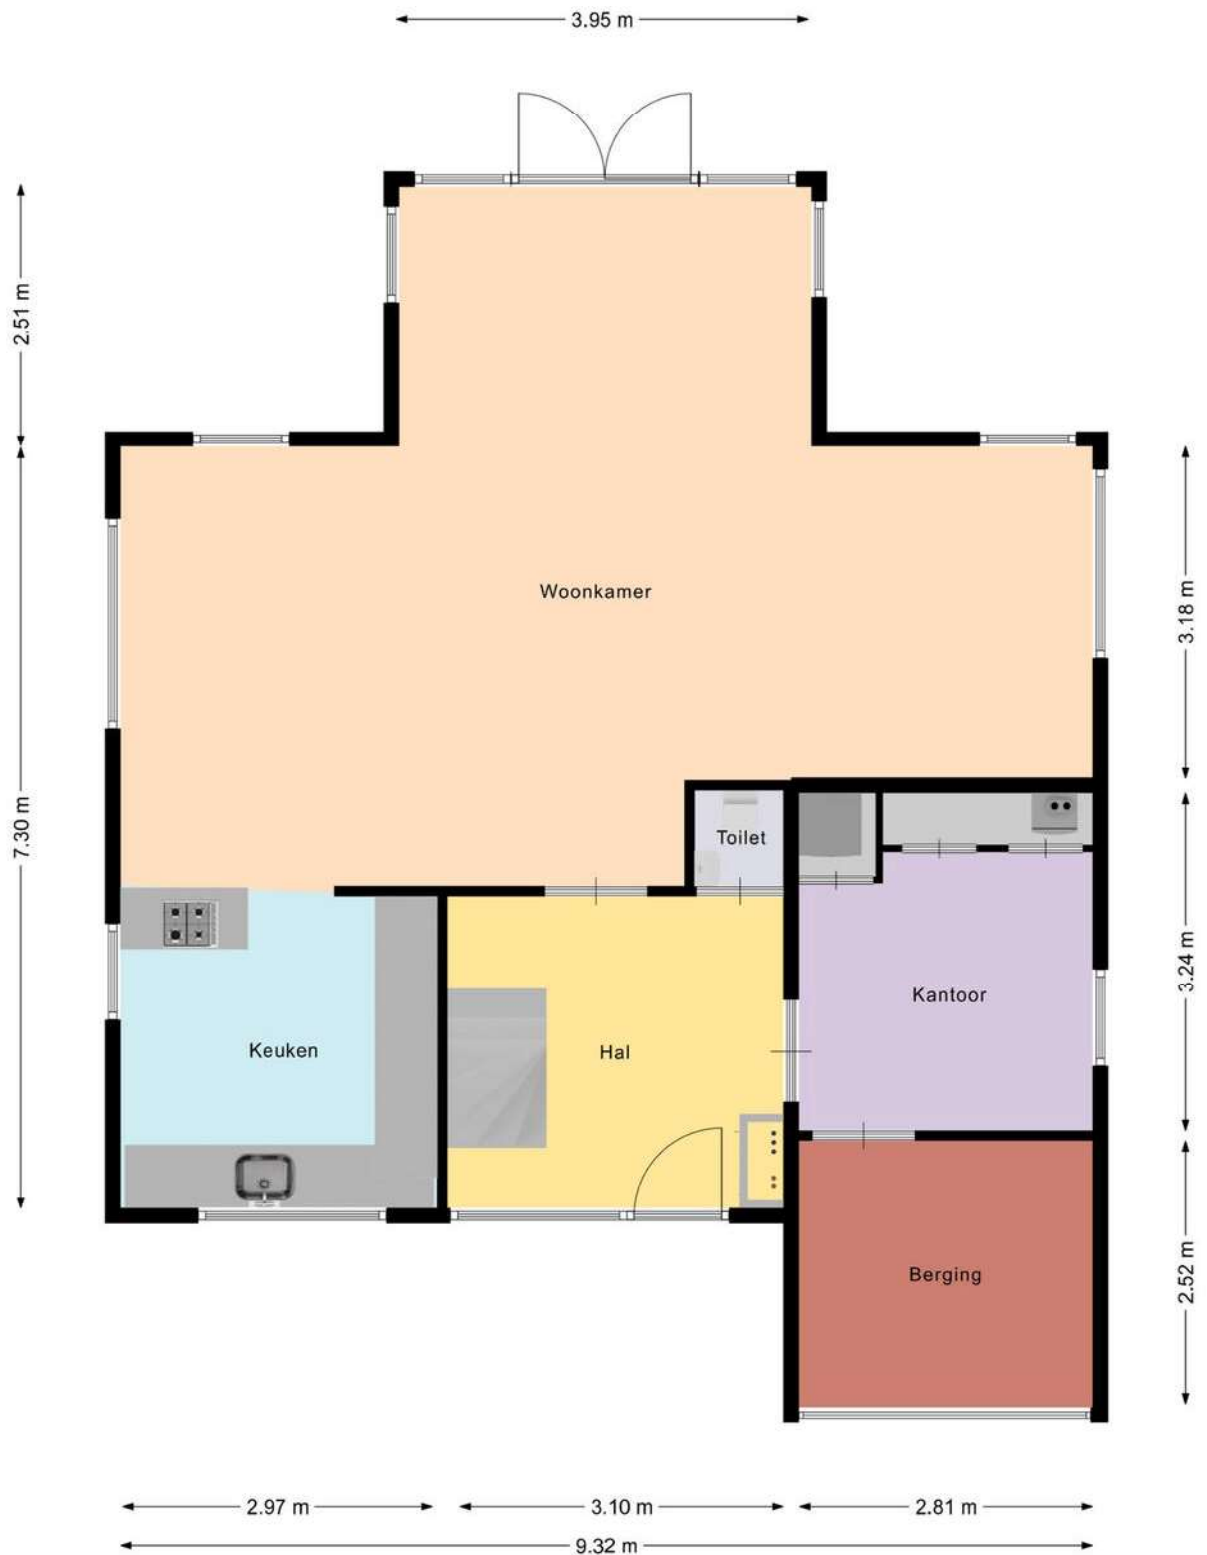 3.95 m
2.51 m
Woonkamer
3.18 m
7.30 m
Toilet
3.24 m
Kantoor
Keuken
Hal
Berging
2.52 m
2.97 m
3.10 m
2.81 m
9.32 m